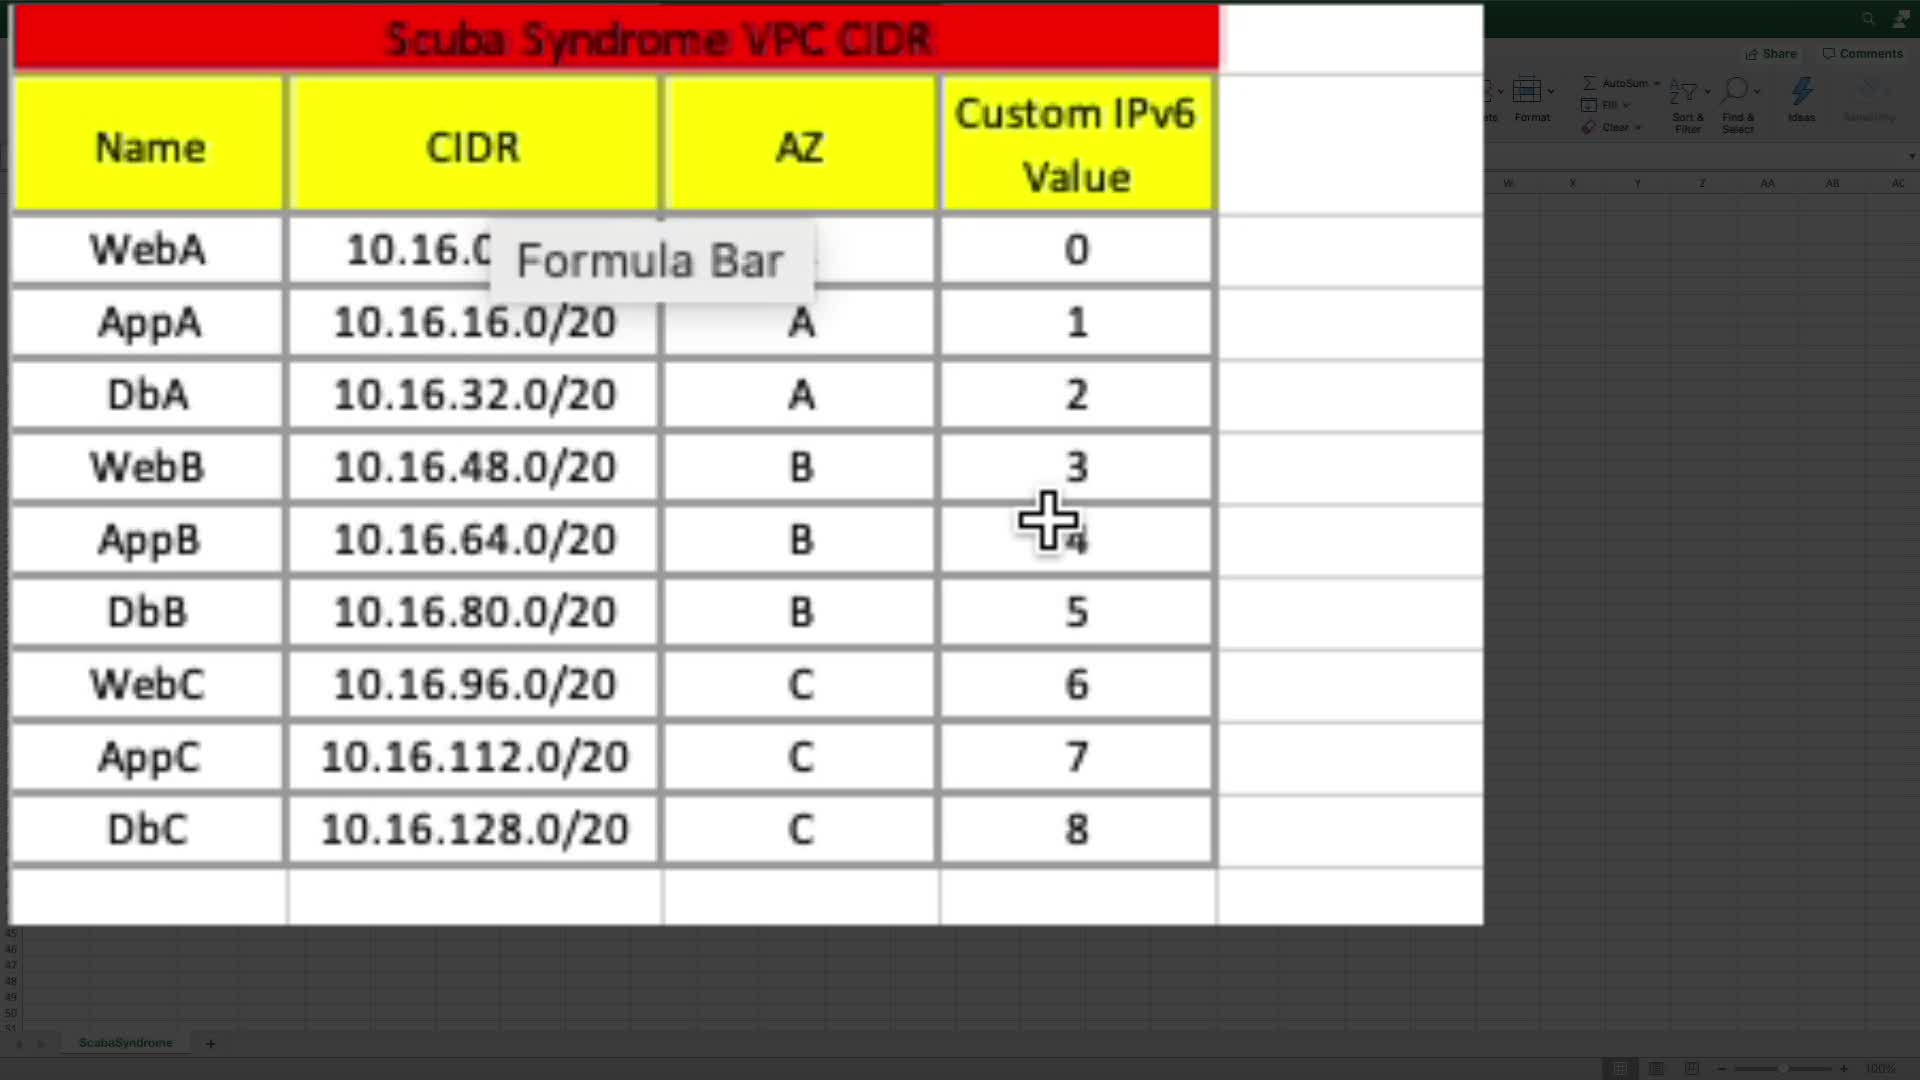 Scuba Syndrome VPC CIDR
Share Comments
Name CIDR AZ Custom IPv6 Value
AutoSum
Fill
Clear
Format
Sort & Filter
Find & Select
Ideas
Sensitivity
W X Y Z AA AB AC
WebA 10.16.0 0
Formula Bar
AppA 10.16.16.0/20 A 1
DbA 10.16.32.0/20 A 2
WebB 10.16.48.0/20 B 3
AppB 10.16.64.0/20 B 4
DbB 10.16.80.0/20 B 5
WebC 10.16.96.0/20 C 6
AppC 10.16.112.0/20 C 7
DbC 10.16.128.0/20 C 8
45
46
47
48
49
50
51
ScabaSyndrome
100%